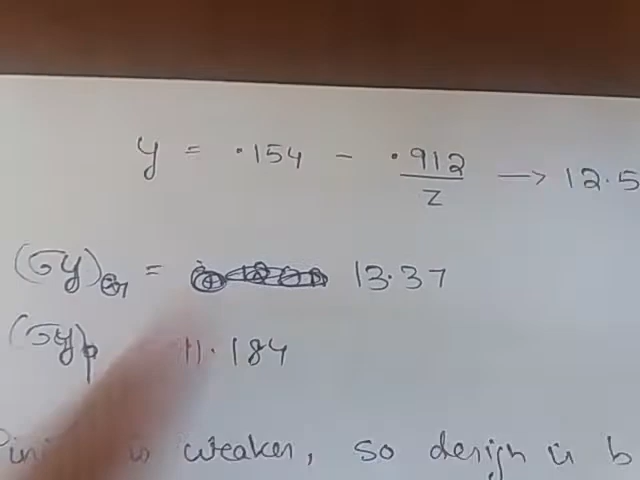 y = .154 - .912/z → 12.5
(σy)G = 13.37
(σy)p 11.184
weaker, so design is b